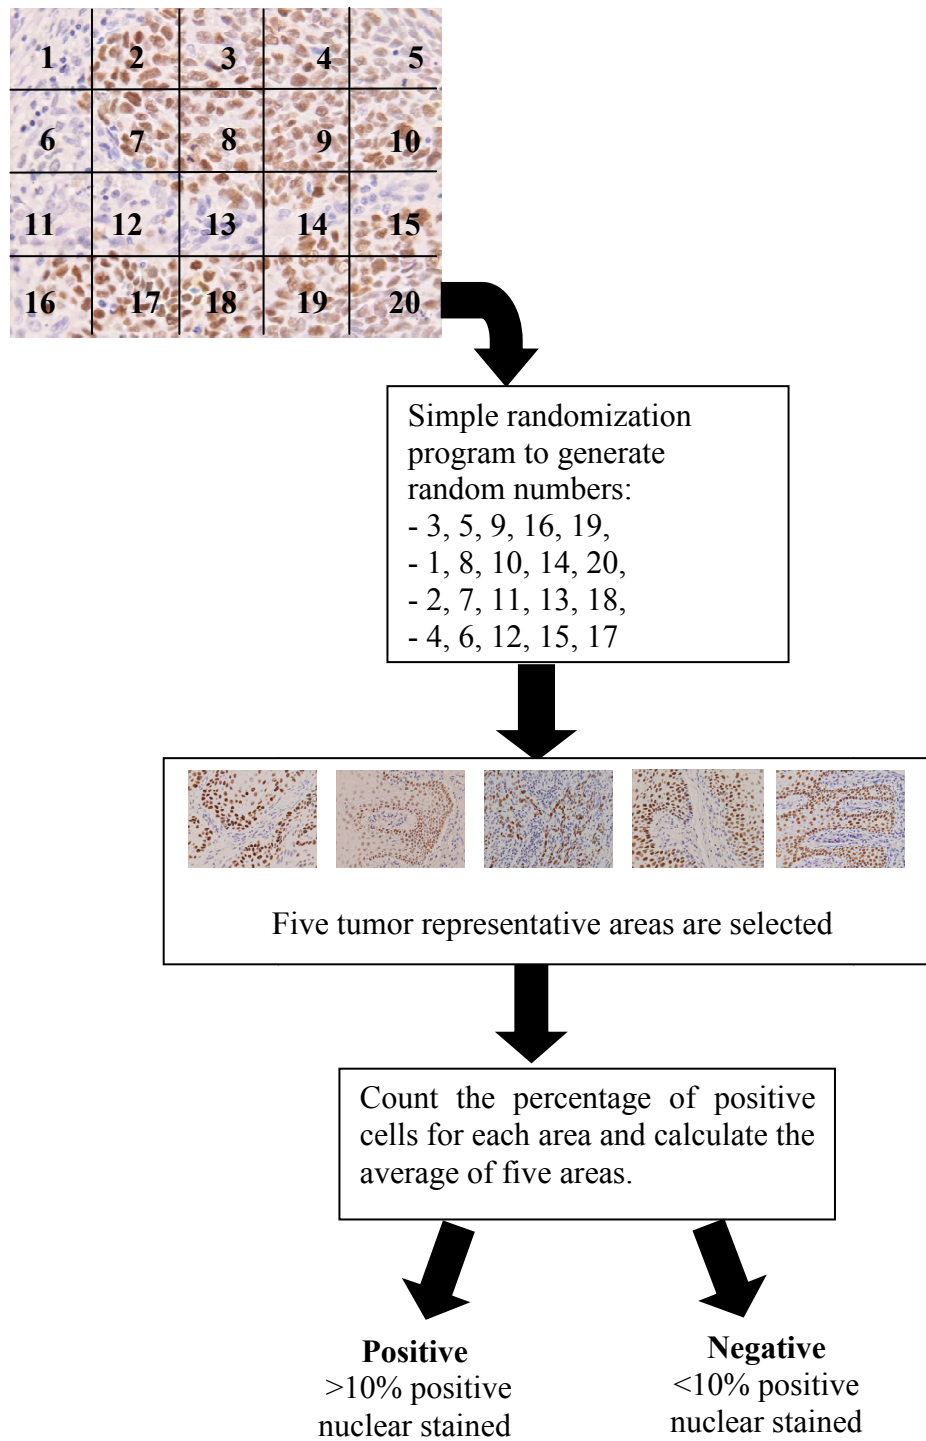 1 2 3 4 5
6 7 8 9 10
11 12 13 14 15
16 17 18 19 20
Simple randomization
program to generate
random numbers:
- 3, 5, 9, 16, 19,
- 1, 8, 10, 14, 20,
- 2, 7, 11, 13, 18,
- 4, 6, 12, 15, 17
Five tumor representative areas are selected
Count the percentage of positive
cells for each area and calculate the
average of five areas.
Positive
>10% positive
nuclear stained
Negative
<10% positive
nuclear stained